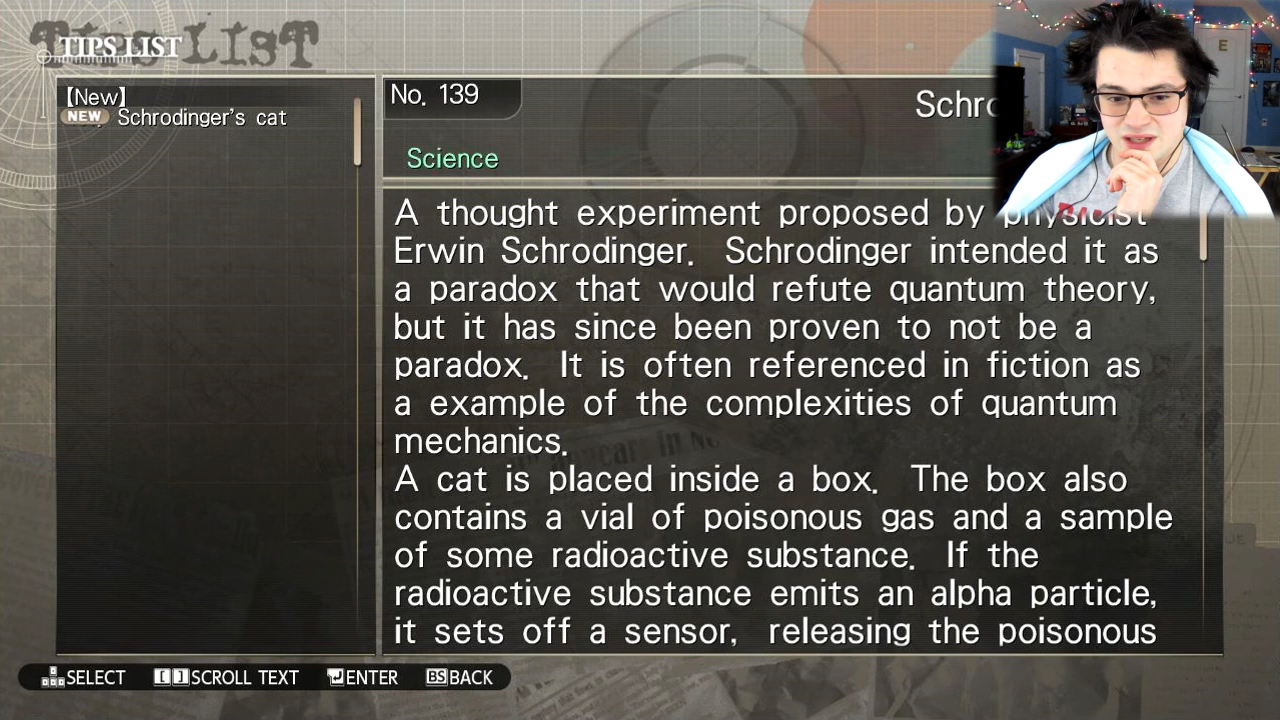 TIPS LIST
TIPS LIST
【New】
NEW Schrodinger's cat
No. 139
Schro
Science
A thought experiment proposed by physicist
Erwin Schrodinger. Schrodinger intended it as
a paradox that would refute quantum theory,
but it has since been proven to not be a
paradox. It is often referenced in fiction as
a example of the complexities of quantum
mechanics.
A cat is placed inside a box. The box also
contains a vial of poisonous gas and a sample
of some radioactive substance. If the
radioactive substance emits an alpha particle,
it sets off a sensor, releasing the poisonous
SELECT []SCROLL TEXT ENTER BS BACK